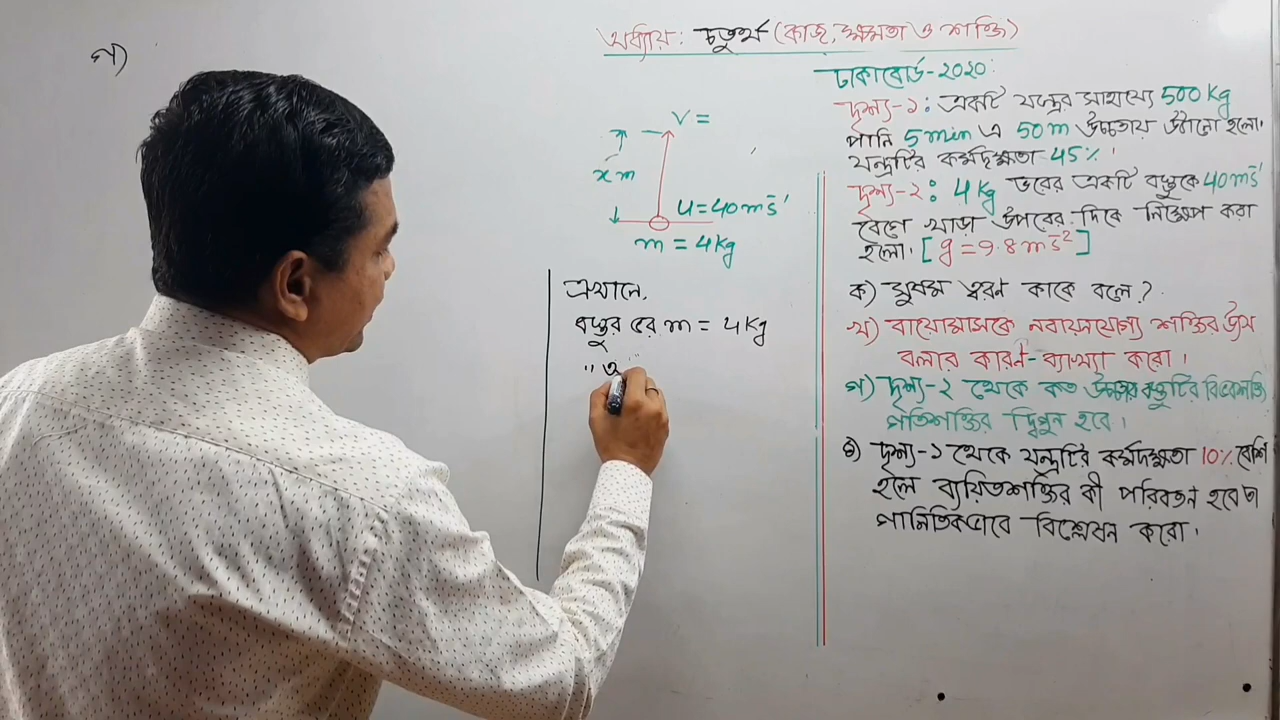 অধ্যায়: চতুর্থ (কাজ, ক্ষমতা ও শক্তি)
গ)
V =
x m
u = 40 ms⁻¹
m = 4 kg
এখানে,
বস্তুর ভর m = 4 Kg
" "
ঢাকাবোর্ড-২০২০:
দৃশ্য-১: একটি যন্ত্রের সাহায্যে 500 Kg
পানি 5 min এ 50 m উচ্চতায় উঠানো হলো।
যন্ত্রটির কর্মদক্ষতা 45%।
দৃশ্য-২: 4 Kg ভরের একটি বস্তুকে 40 ms⁻¹
বেগে খাড়া উপরের দিকে নিক্ষেপ করা
হলো। [g = 9.8 ms⁻²]
ক) সুষম ত্বরণ কাকে বলে?
খ) বায়োমাসকে নবায়নযোগ্য শক্তির উৎস
বলার কারণ-ব্যাখ্যা করো।
গ) দৃশ্য-২ থেকে কত উচ্চতায় বস্তুটির বিভবশক্তি
গতিশক্তির দ্বিগুন হবে।
ঘ) দৃশ্য-১ থেকে যন্ত্রটির কর্মদক্ষতা 10% বেশি
হলে ব্যয়িতশক্তির কী পরিবর্তন হবে তা
গানিতিকভাবে বিশ্লেষন করো।